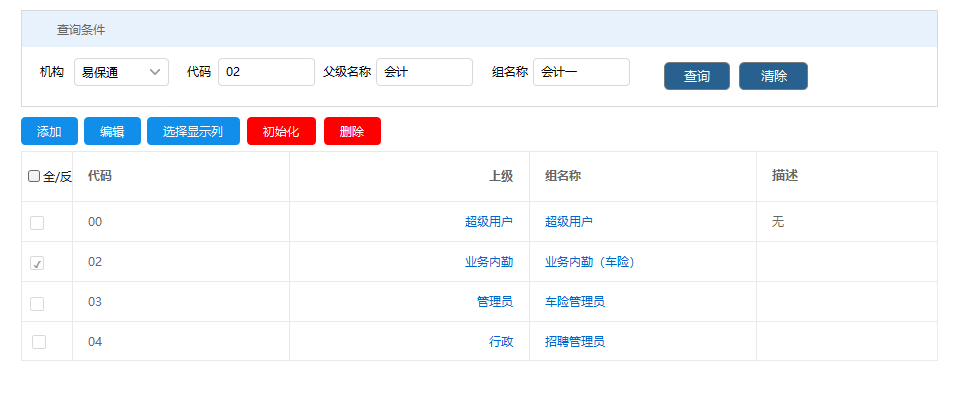 查询条件
机构 易保通 代码 02 父级名称 会计 组名称 会计一 查询 清除
添加 编辑 选择显示列 初始化 删除
全/反 代码 上级 组名称 描述
00 超级用户 超级用户 无
02 业务内勤 业务内勤（车险）
03 管理员 车险管理员
04 行政 招聘管理员